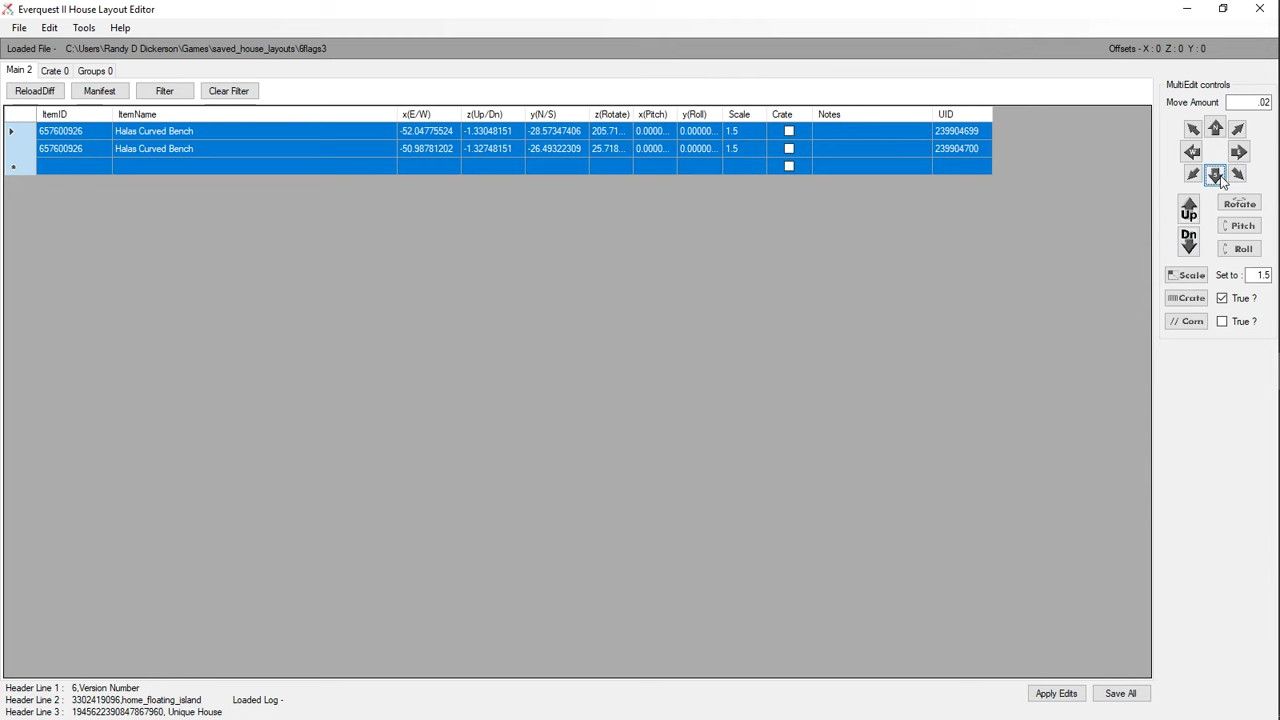 Everquest II House Layout Editor
File Edit Tools Help
Loaded File - C:\Users\Randy D Dickerson\Games\saved_house_layouts\6flags3 Offsets - X : 0 Z : 0 Y : 0
Main 2 Crate 0 Groups 0
ReloadDiff Manifest Filter Clear Filter
ItemID ItemName x(E/W) z(Up/Dn) y(N/S) z(Rotate) x(Pitch) y(Roll) Scale Crate Notes UID
657600926 Halas Curved Bench -52.04775524 -1.33048151 -28.57347406 205.71... 0.0000... 0.00000... 1.5 239904699
657600926 Halas Curved Bench -50.98781202 -1.32748151 -26.49322309 25.718... 0.0000... 0.00000... 1.5 239904700
MultiEdit controls
Move Amount .02
N
W E
S
Up Rotate
Pitch
Dn Roll
Scale Set to : 1.5
Crate True ?
// Com True ?
Header Line 1 : 6,Version Number
Header Line 2 : 3302419096,home_floating_island Loaded Log -
Header Line 3 : 1945622390847867960, Unique House
Apply Edits Save All